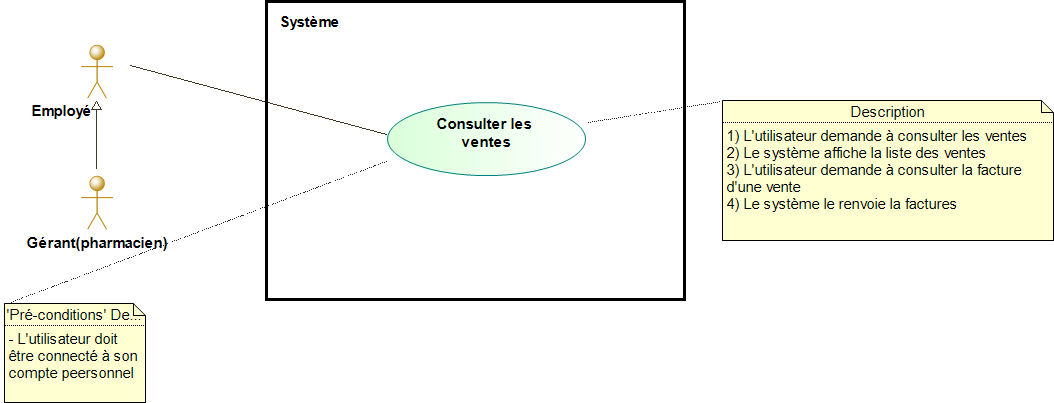 Système
Employé
Consulter les
ventes
Description
1) L'utilisateur demande à consulter les ventes
2) Le système affiche la liste des ventes
3) L'utilisateur demande à consulter la facture
d'une vente
4) Le système le renvoie la factures
Gérant(pharmacien)
'Pré-conditions' De...
- L'utilisateur doit
être connecté à son
compte peersonnel